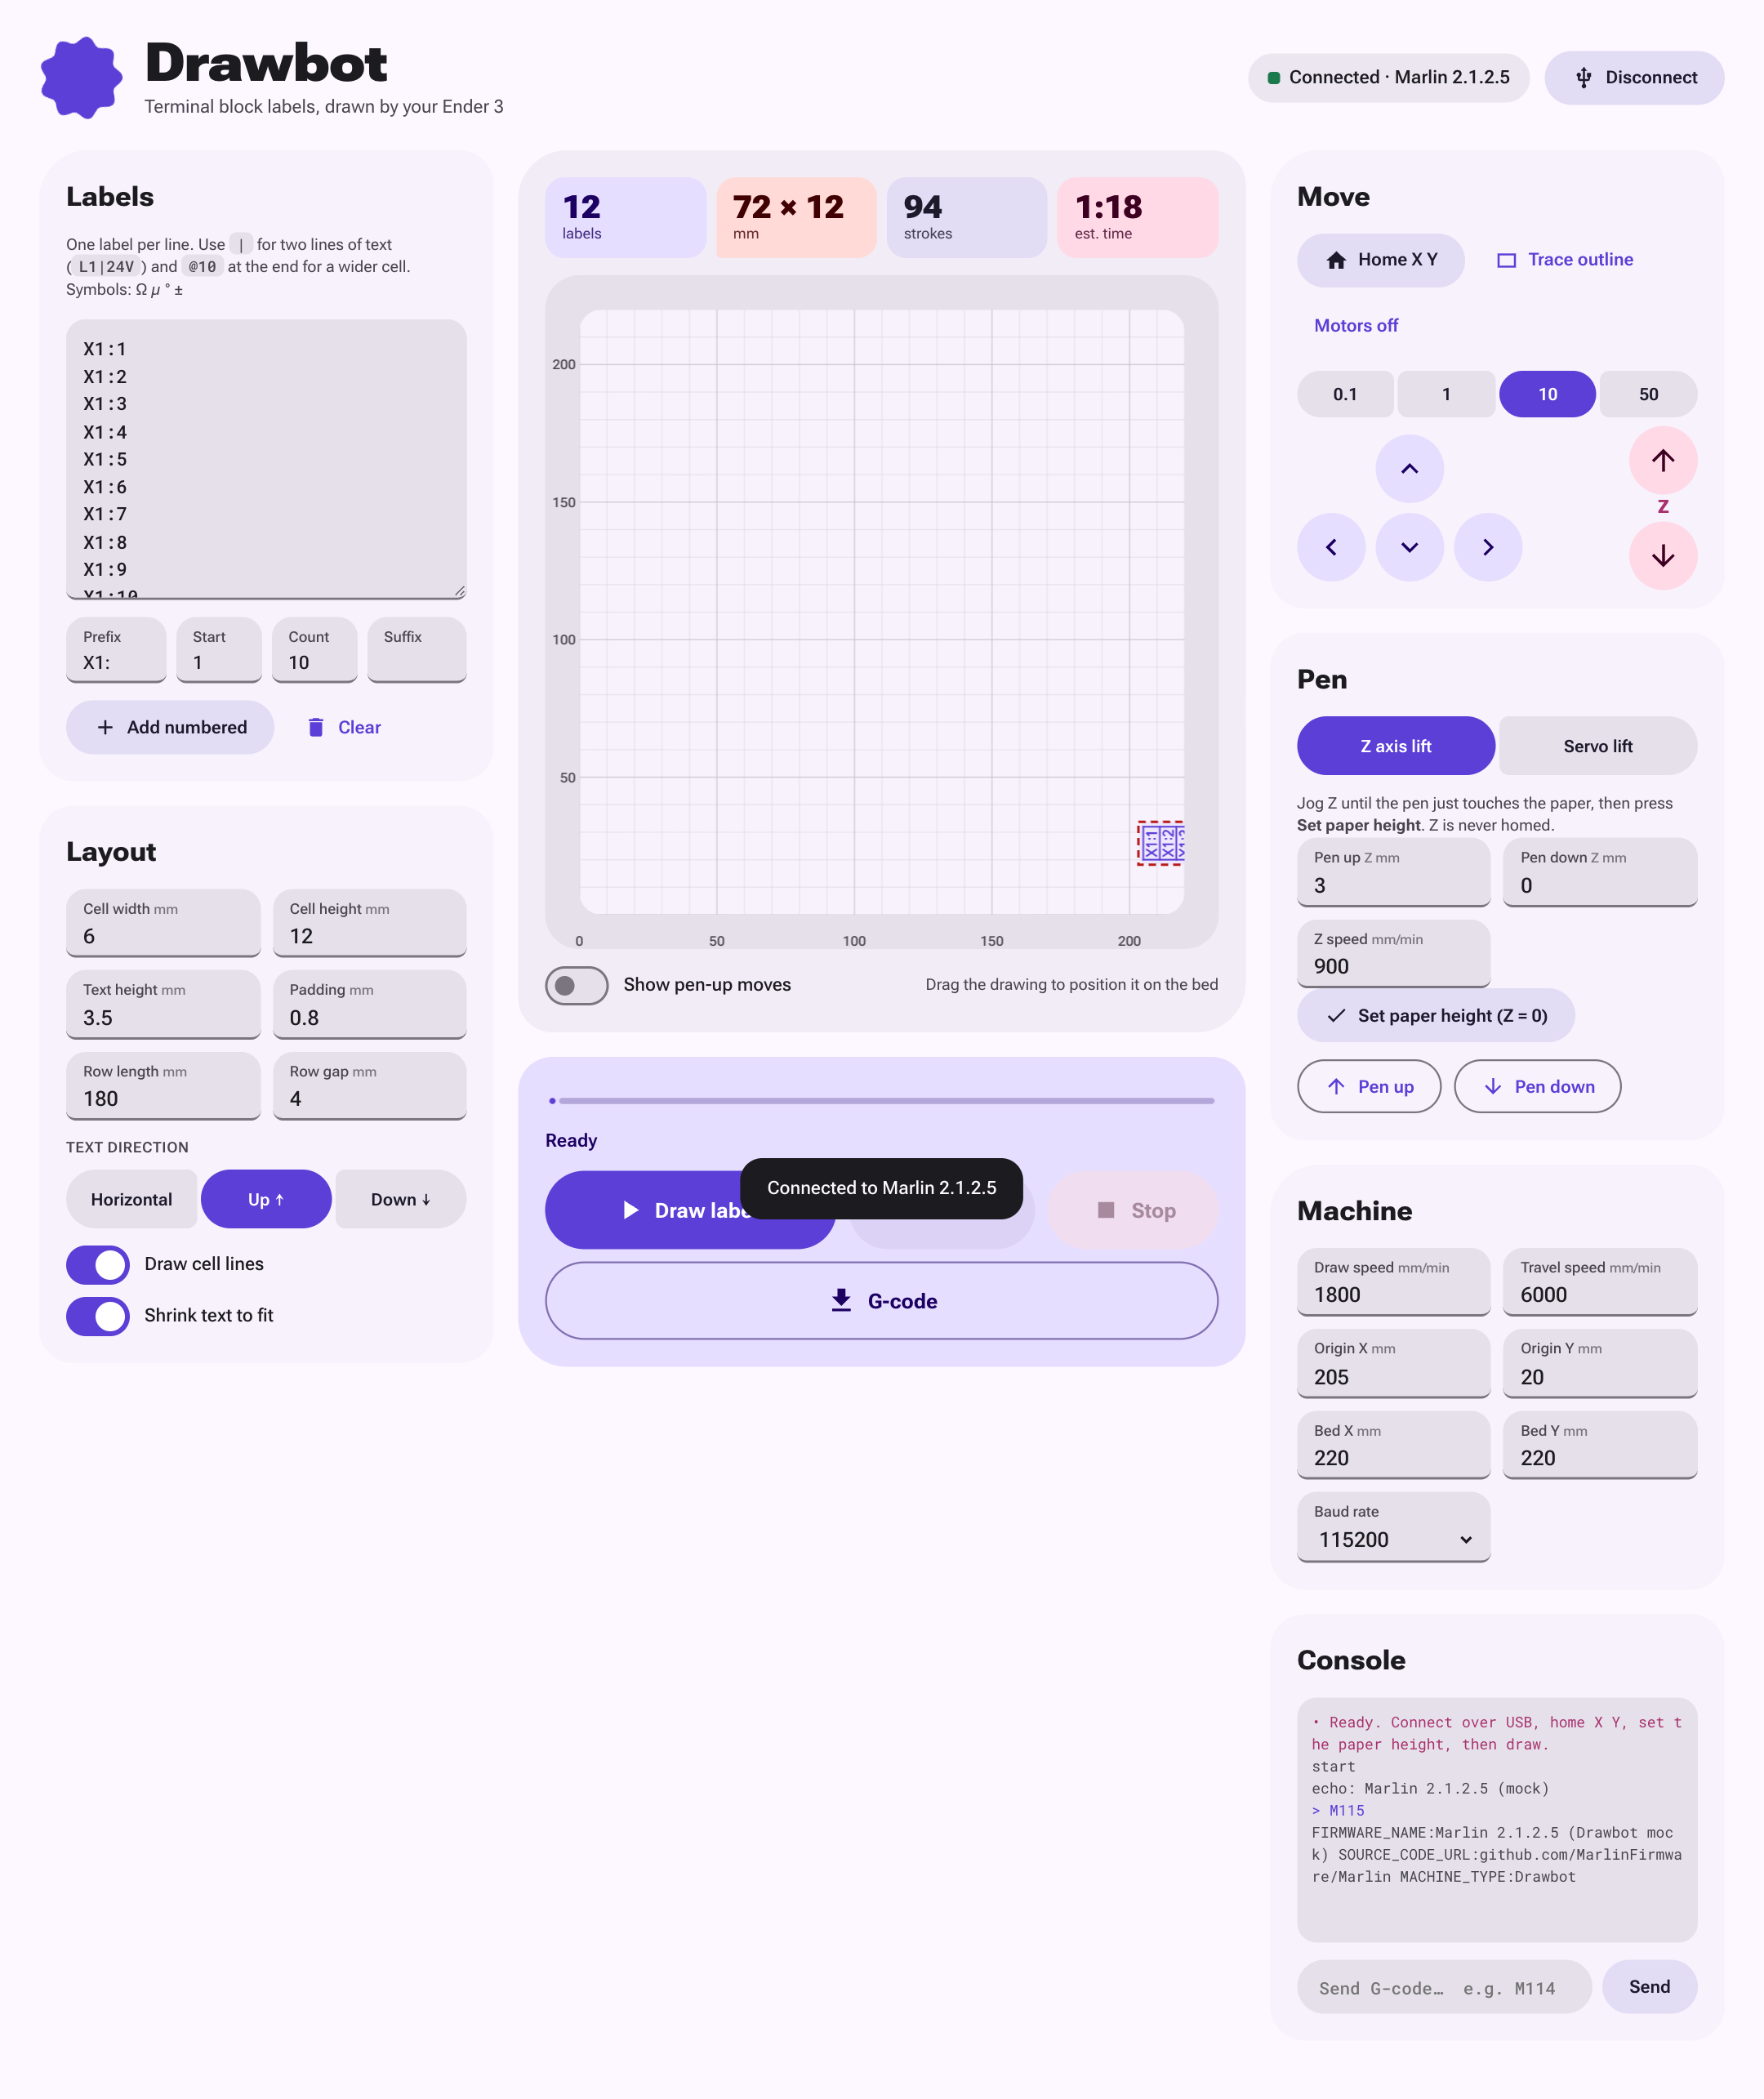 Drawbot
Terminal block labels, drawn by your Ender 3
Connected · Marlin 2.1.2.5
Disconnect
Labels
One label per line. Use | for two lines of text
( L1|24V ) and @10 at the end for a wider cell.
Symbols: Ω µ ° ±
X1:1
X1:2
X1:3
X1:4
X1:5
X1:6
X1:7
X1:8
X1:9
X1:10
Prefix
X1:
Start
1
Count
10
Suffix
Add numbered
Clear
Layout
Cell width mm
6
Cell height mm
12
Text height mm
3.5
Padding mm
0.8
Row length mm
180
Row gap mm
4
TEXT DIRECTION
Horizontal
Up ↑
Down ↓
Draw cell lines
Shrink text to fit
12
labels
72 × 12
mm
94
strokes
1:18
est. time
200
150
100
50
X1:1
X1:2
0
50
100
150
200
Show pen-up moves
Drag the drawing to position it on the bed
Ready
Draw labe
Connected to Marlin 2.1.2.5
Stop
G-code
Move
Home X Y
Trace outline
Motors off
0.1
1
10
50
Z
Pen
Z axis lift
Servo lift
Jog Z until the pen just touches the paper, then press
Set paper height. Z is never homed.
Pen up Z mm
3
Pen down Z mm
0
Z speed mm/min
900
Set paper height (Z = 0)
Pen up
Pen down
Machine
Draw speed mm/min
1800
Travel speed mm/min
6000
Origin X mm
205
Origin Y mm
20
Bed X mm
220
Bed Y mm
220
Baud rate
115200
Console
· Ready. Connect over USB, home X Y, set t
he paper height, then draw.
start
echo: Marlin 2.1.2.5 (mock)
> M115
FIRMWARE_NAME:Marlin 2.1.2.5 (Drawbot moc
k) SOURCE_CODE_URL:github.com/MarlinFirmwa
re/Marlin MACHINE_TYPE:Drawbot
Send G-code… e.g. M114
Send